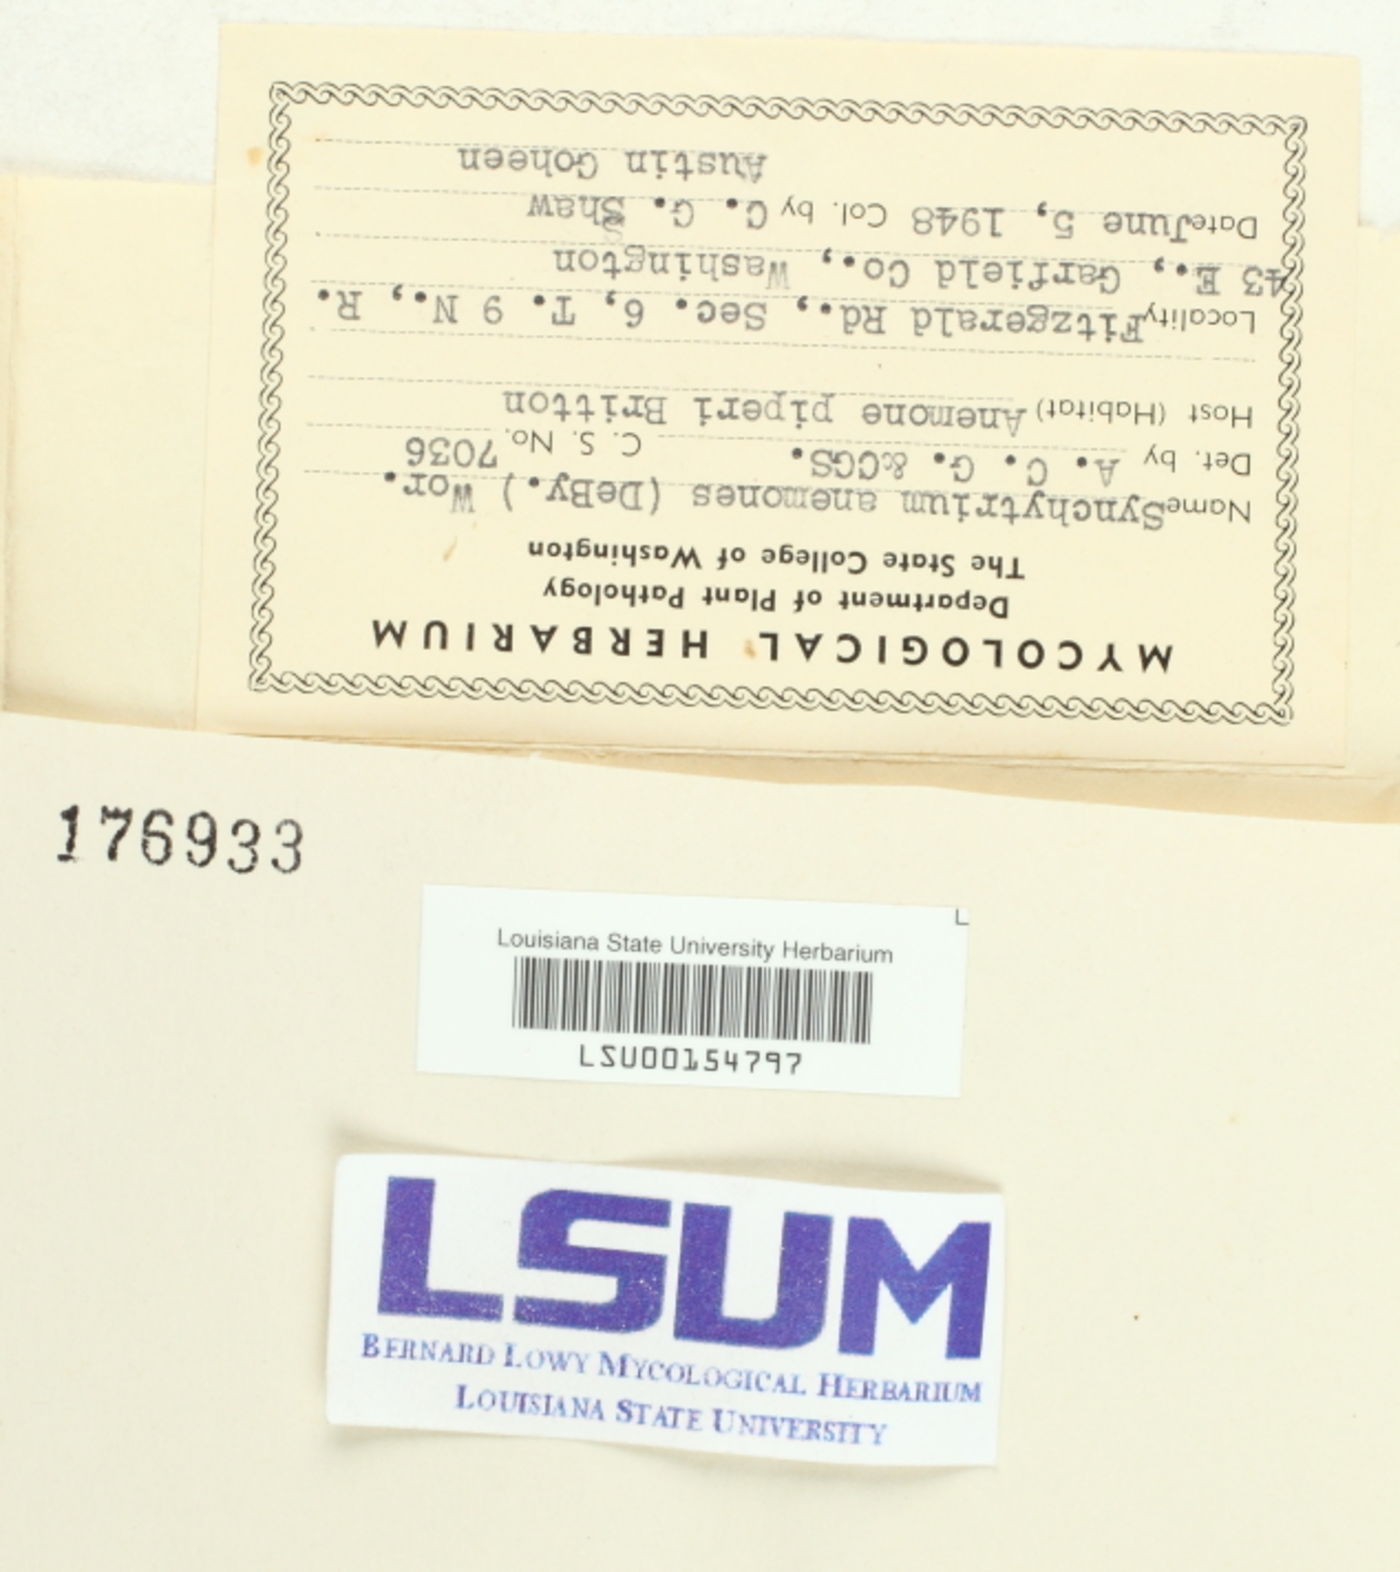 MYCOLOGICAL HERBARIUM
Department of Plant Pathology
The State College of Washington
Name Synchytrium anemones (DeBy.) Wor.
Det. by A. C. G. &CGS. C. S. No. 7036
Host (Habitat) Anemone piperi Britton
Locality Fitzgerald Rd., Sec. 6, T. 9 N., R.
43 E., Garfield Co., Washington
Date June 5, 1948 Col. by C. G. Shaw
Austin Goheen
176933
L
Louisiana State University Herbarium
LSU00154797
LSUM
BERNARD LOWY MYCOLOGICAL HERBARIUM
LOUISIANA STATE UNIVERSITY